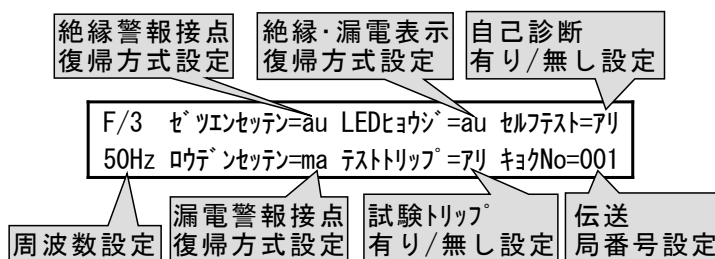 絶縁警報接点
復帰方式設定
絶縁･漏電表示
復帰方式設定
自己診断
有り/無し設定
F/3 ｾﾞﾂｴﾝｾｯﾃﾝ=au LEDﾋｮｳｼﾞ=au ｾﾙﾌﾃｽﾄ=ｱﾘ
50Hz ﾛｳﾃﾞﾝｾｯﾃﾝ=ma ﾃｽﾄﾄﾘｯﾌﾟ=ｱﾘ ｷｮｸNo=001
周波数設定
漏電警報接点
復帰方式設定
試験ﾄﾘｯﾌﾟ
有り/無し設定
伝送
局番号設定